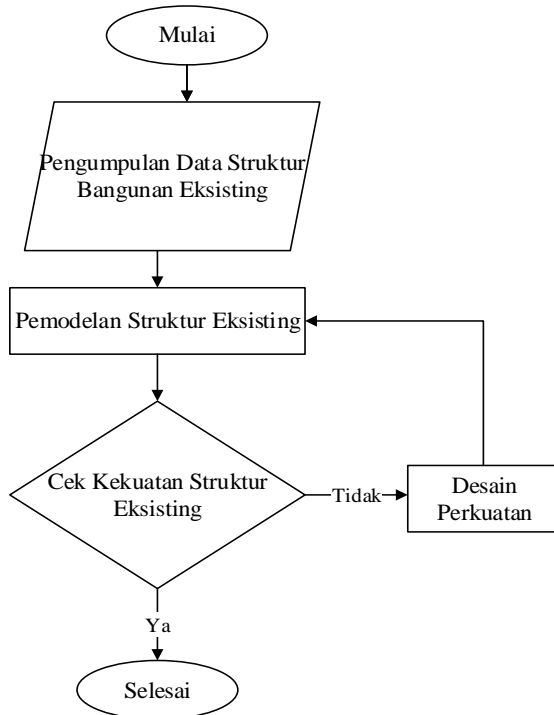 Mulai
Pengumpulan Data Struktur
Bangunan Eksisting
Pemodelan Struktur Eksisting
Cek Kekuatan Struktur
Eksisting
Tidak
Desain
Perkuatan
Ya
Selesai